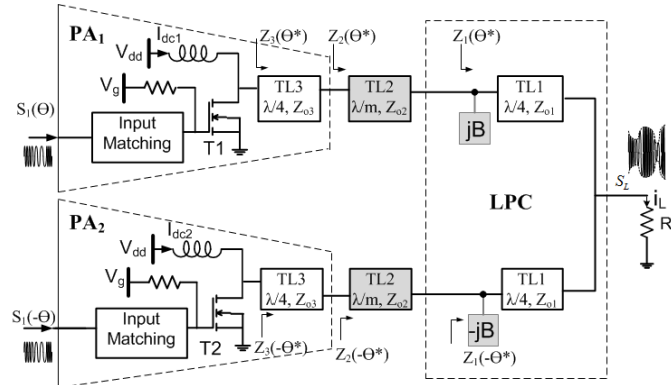 PA1
Idc1
Vdd
Vg
S1(Θ)
Input Matching
T1
Z3(Θ*)
TL3
λ/4, Zo3
Z2(Θ*)
TL2
λ/m, Zo2
Z1(Θ*)
jB
TL1
λ/4, Zo1
LPC
SL
iL
R
PA2
Idc2
Vdd
Vg
S1(-Θ)
Input Matching
T2
TL3
λ/4, Zo3
Z3(-Θ*)
TL2
λ/m, Zo2
Z2(-Θ*)
-jB
Z1(-Θ*)
TL1
λ/4, Zo1